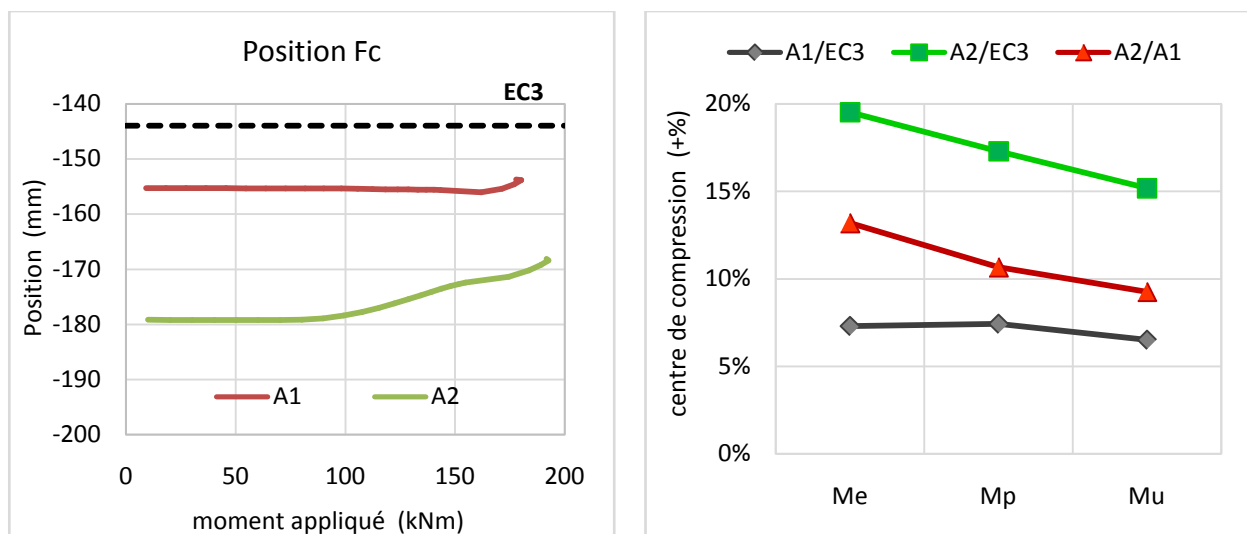 Position Fc
EC3
-140
-150
-160
-170
-180
-190
-200
Position (mm)
A1 A2
0 50 100 150 200
moment appliqué (kNm)
A1/EC3 A2/EC3 A2/A1
20%
15%
10%
5%
0%
centre de compression (+%)
Me Mp Mu